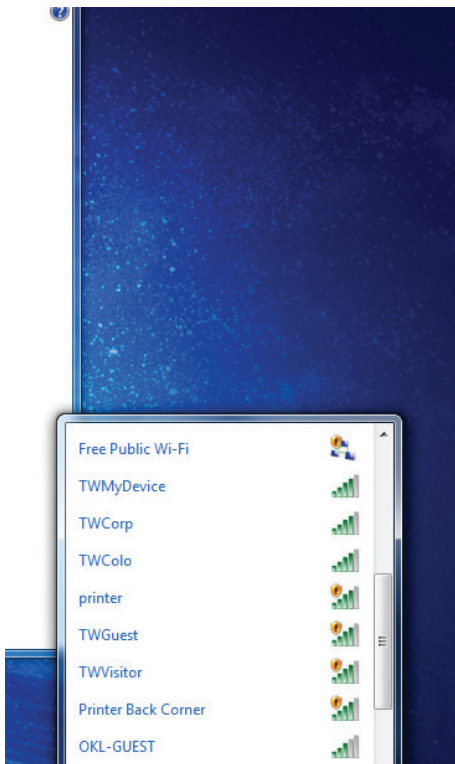 ?
Free Public Wi-Fi
TWMyDevice
TWCorp
TWColo
printer
TWGuest
TWVisitor
Printer Back Corner
OKL-GUEST